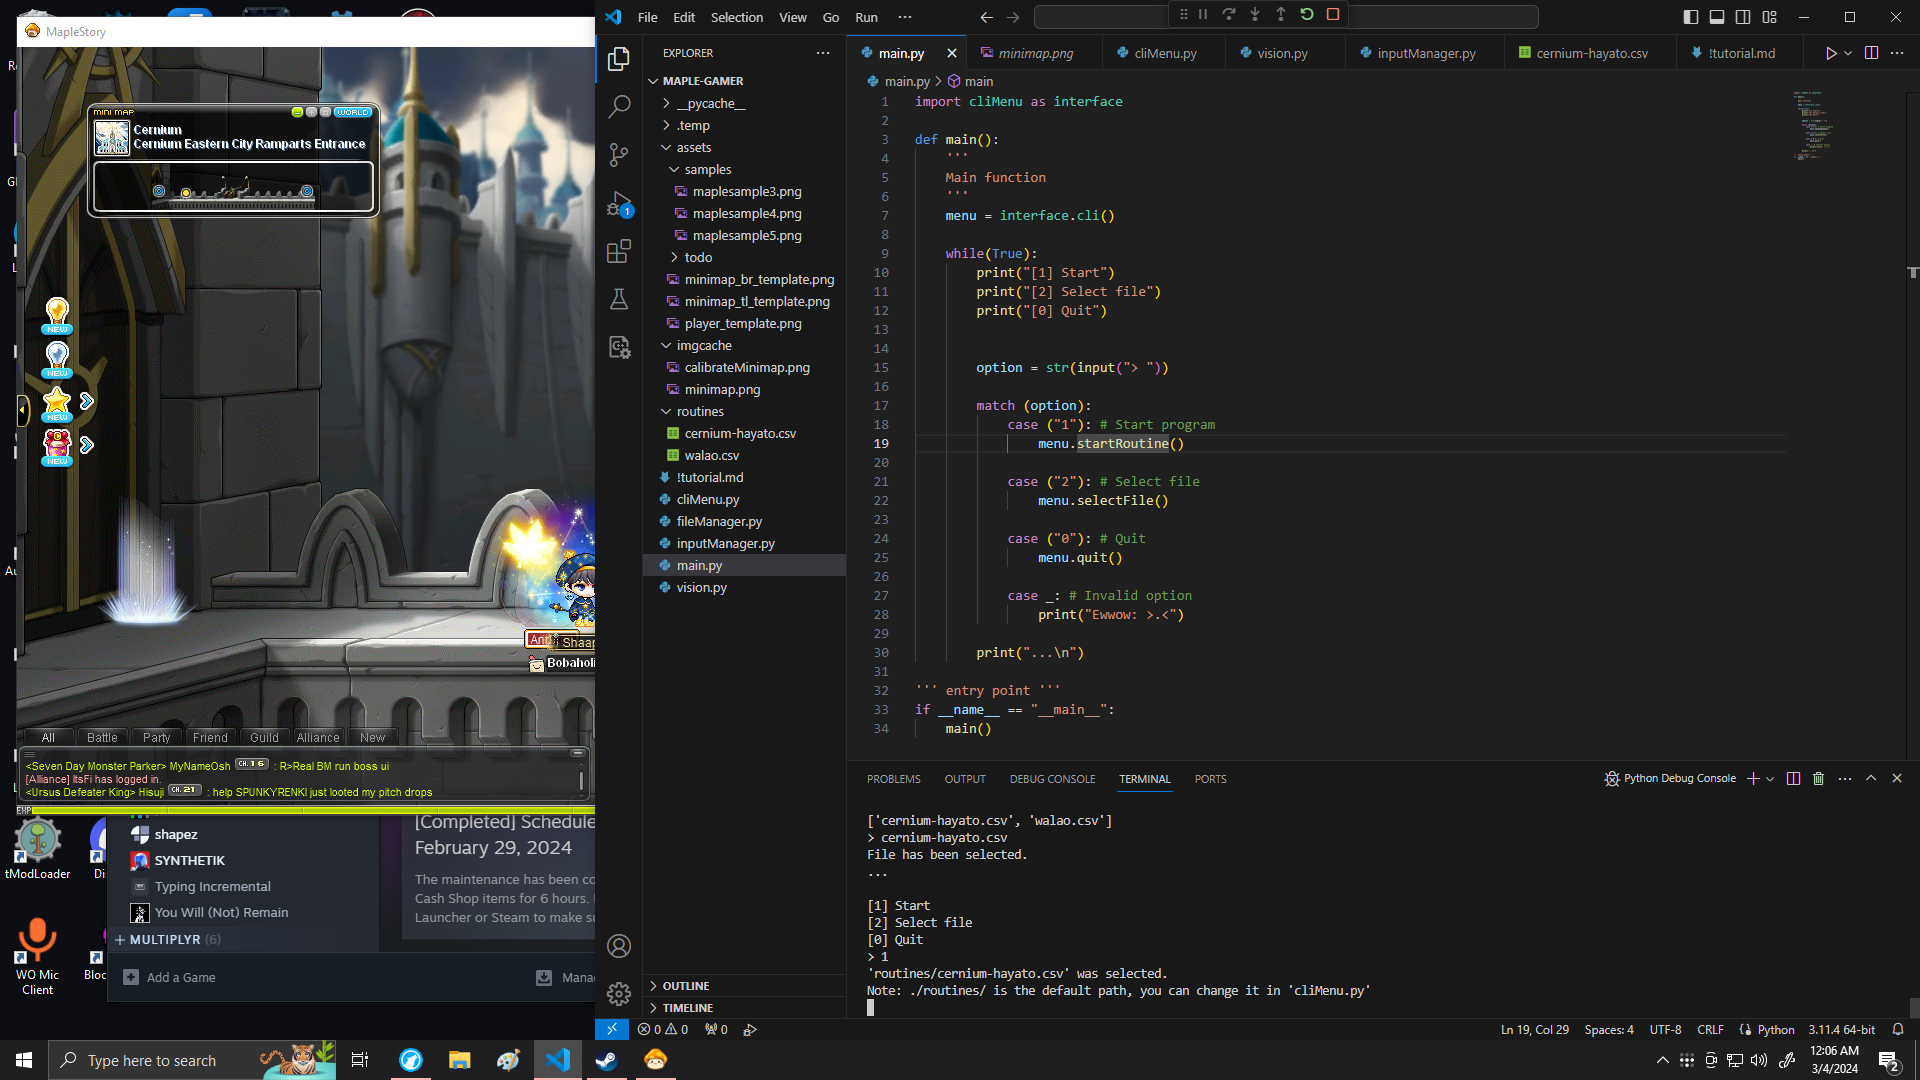 MapleStory
MINI MAP
WORLD
Cernium
Cernium Eastern City Ramparts Entrance
NEW
NEW
NEW
NEW
Shaap
Boboholi
All Battle Party Friend Guild Alliance New
<Seven Day Monster Parker> MyNameOsh CH.16 : R>Real BM run boss ui
[Alliance] ItsFi has logged in.
<Ursus Defeater King> Hisuji CH.21 : help SPUNKYRENKI just looted my pitch drops
EXP
shapez
SYNTHETIK
Typing Incremental
You Will (Not) Remain
MULTIPLYR (6)
Add a Game
Mana
[Completed] Schedule
February 29, 2024
The maintenance has been co
Cash Shop items for 6 hours.
Launcher or Steam to make su
tModLoader
Di
WO Mic
Client
Bloc
File Edit Selection View Go Run ···
EXPLORER
MAPLE-GAMER
__pycache__
.temp
assets
samples
maplesample3.png
maplesample4.png
maplesample5.png
todo
minimap_br_template.png
minimap_tl_template.png
player_template.png
imgcache
calibrateMinimap.png
minimap.png
routines
cernium-hayato.csv
walao.csv
!tutorial.md
cliMenu.py
fileManager.py
inputManager.py
main.py
vision.py
OUTLINE
TIMELINE
1
main.py minimap.png cliMenu.py vision.py inputManager.py cernium-hayato.csv !tutorial.md
main.py > main
1 import cliMenu as interface
2
3 def main():
4 '''
5 Main function
6 '''
7 menu = interface.cli()
8
9 while(True):
10 print("[1] Start")
11 print("[2] Select file")
12 print("[0] Quit")
13
14
15 option = str(input("> "))
16
17 match (option):
18 case ("1"): # Start program
19 menu.startRoutine()
20
21 case ("2"): # Select file
22 menu.selectFile()
23
24 case ("0"): # Quit
25 menu.quit()
26
27 case _: # Invalid option
28 print("Ewwow: >.<")
29
30 print("...\n")
31
32 ''' entry point '''
33 if __name__ == "__main__":
34 main()
PROBLEMS OUTPUT DEBUG CONSOLE TERMINAL PORTS
Python Debug Console
['cernium-hayato.csv', 'walao.csv']
> cernium-hayato.csv
File has been selected.
...
[1] Start
[2] Select file
[0] Quit
> 1
'routines/cernium-hayato.csv' was selected.
Note: ./routines/ is the default path, you can change it in 'cliMenu.py'
0 0 0
Ln 19, Col 29 Spaces: 4 UTF-8 CRLF Python 3.11.4 64-bit
Type here to search
12:06 AM
3/4/2024
2